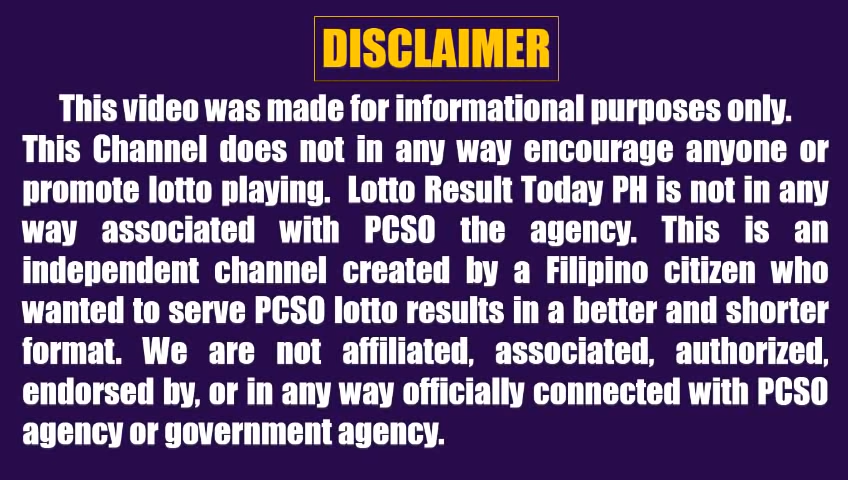 DISCLAIMER
This video was made for informational purposes only.
This Channel does not in any way encourage anyone or
promote lotto playing. Lotto Result Today PH is not in any
way associated with PCSO the agency. This is an
independent channel created by a Filipino citizen who
wanted to serve PCSO lotto results in a better and shorter
format. We are not affiliated, associated, authorized,
endorsed by, or in any way officially connected with PCSO
agency or government agency.